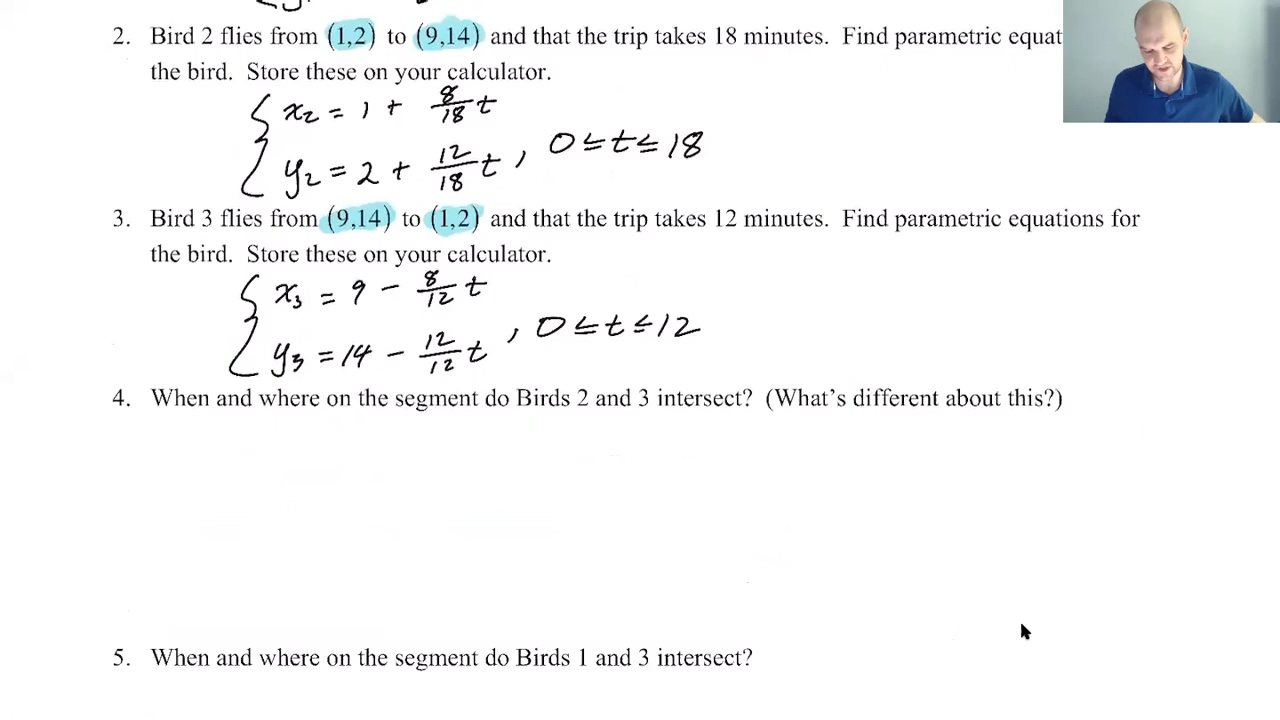 2. Bird 2 flies from (1,2) to (9,14) and that the trip takes 18 minutes. Find parametric equat
the bird. Store these on your calculator.
x₂ = 1 + 8/18 t
y₂ = 2 + 12/18 t , 0 ≤ t ≤ 18
3. Bird 3 flies from (9,14) to (1,2) and that the trip takes 12 minutes. Find parametric equations for
the bird. Store these on your calculator.
x₃ = 9 - 8/12 t
y₃ = 14 - 12/12 t , 0 ≤ t ≤ 12
4. When and where on the segment do Birds 2 and 3 intersect? (What's different about this?)
5. When and where on the segment do Birds 1 and 3 intersect?